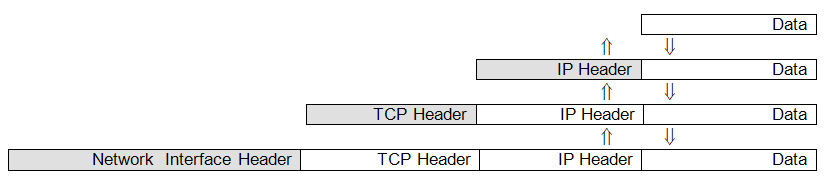 Data
IP Header Data
TCP Header IP Header Data
Network Interface Header TCP Header IP Header Data